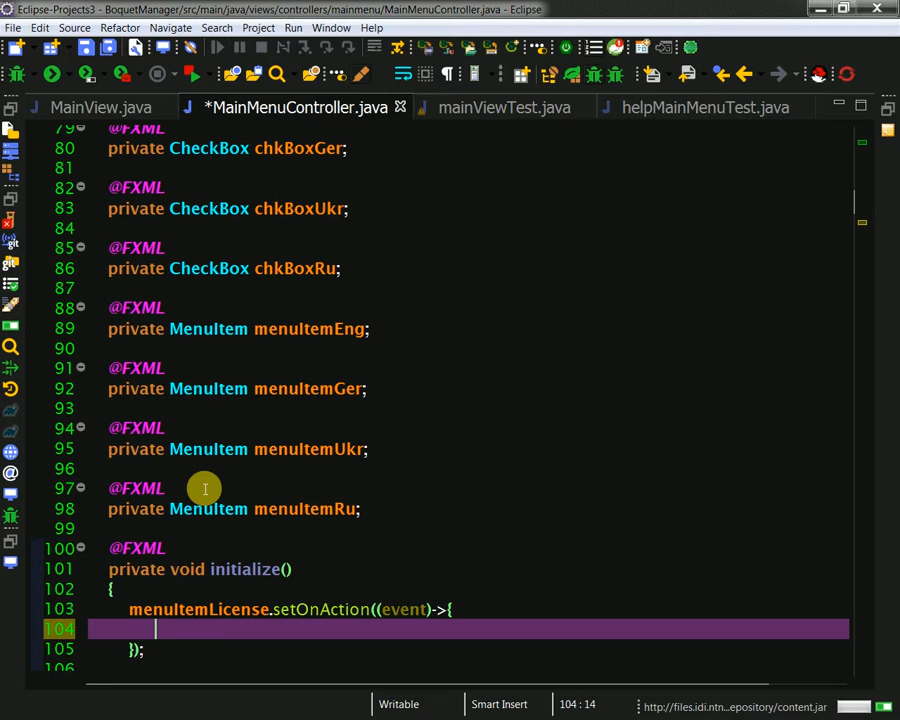 Eclipse-Projects3 - BoquetManager/src/main/java/views/controllers/mainmenu/MainMenuController.java - Eclipse
File Edit Source Refactor Navigate Search Project Run Window Help
MainView.java *MainMenuController.java mainViewTest.java helpMainMenuTest.java
79 @FXML
80 private CheckBox chkBoxGer;
81
82 @FXML
83 private CheckBox chkBoxUkr;
84
85 @FXML
86 private CheckBox chkBoxRu;
87
88 @FXML
89 private MenuItem menuItemEng;
90
91 @FXML
92 private MenuItem menuItemGer;
93
94 @FXML
95 private MenuItem menuItemUkr;
96
97 @FXML
98 private MenuItem menuItemRu;
99
100 @FXML
101 private void initialize()
102 {
103 menuItemLicense.setOnAction((event)->{
104
105 });
106
Writable Smart Insert 104 : 14 http://files.idi.ntn...epository/content.jar